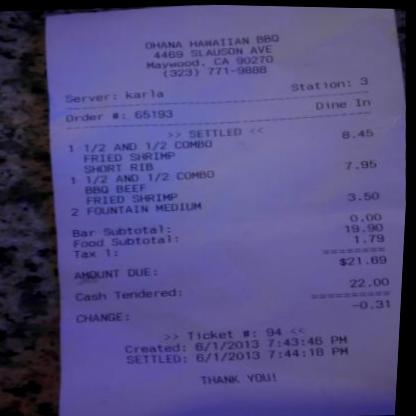 OHANA HAWAIIAN BBQ
4469 SLAUSON AVE
Maywood, CA 90270
(323) 771-9888
Server: karla Station: 3
Order #: 65193 Dine In
>> SETTLED <<
1 1/2 AND 1/2 COMBO 8.45
FRIED SHRIMP
SHORT RIB
1 1/2 AND 1/2 COMBO 7.95
BBQ BEEF
FRIED SHRIMP
2 FOUNTAIN MEDIUM 3.50
Bar Subtotal: 0.00
Food Subtotal: 19.90
Tax 1: 1.79
========
AMOUNT DUE: $21.69
Cash Tendered: 22.00
==========
CHANGE: -0.31
>> Ticket #: 94 <<
Created: 6/1/2013 7:43:46 PM
SETTLED: 6/1/2013 7:44:18 PM
THANK YOU!